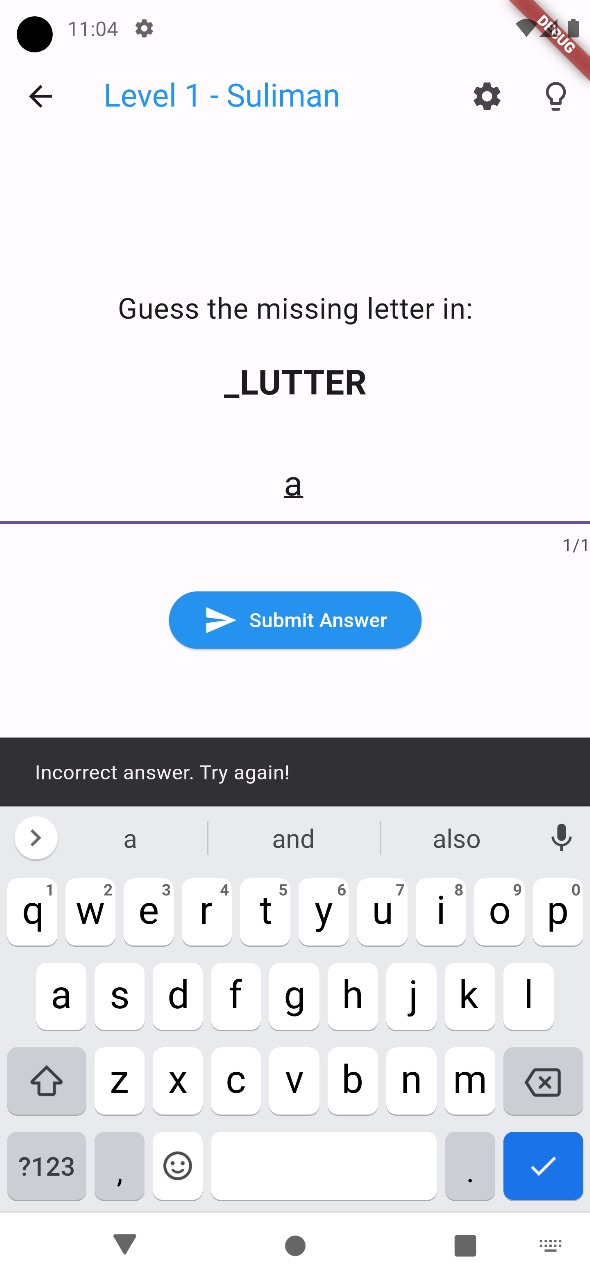 11:04
DEBUG
Level 1 - Suliman
Guess the missing letter in:
_LUTTER
a
1/1
Submit Answer
Incorrect answer. Try again!
a and also
1 2 3 4 5 6 7 8 9 0
q w e r t y u i o p
a s d f g h j k l
z x c v b n m
?123 , .